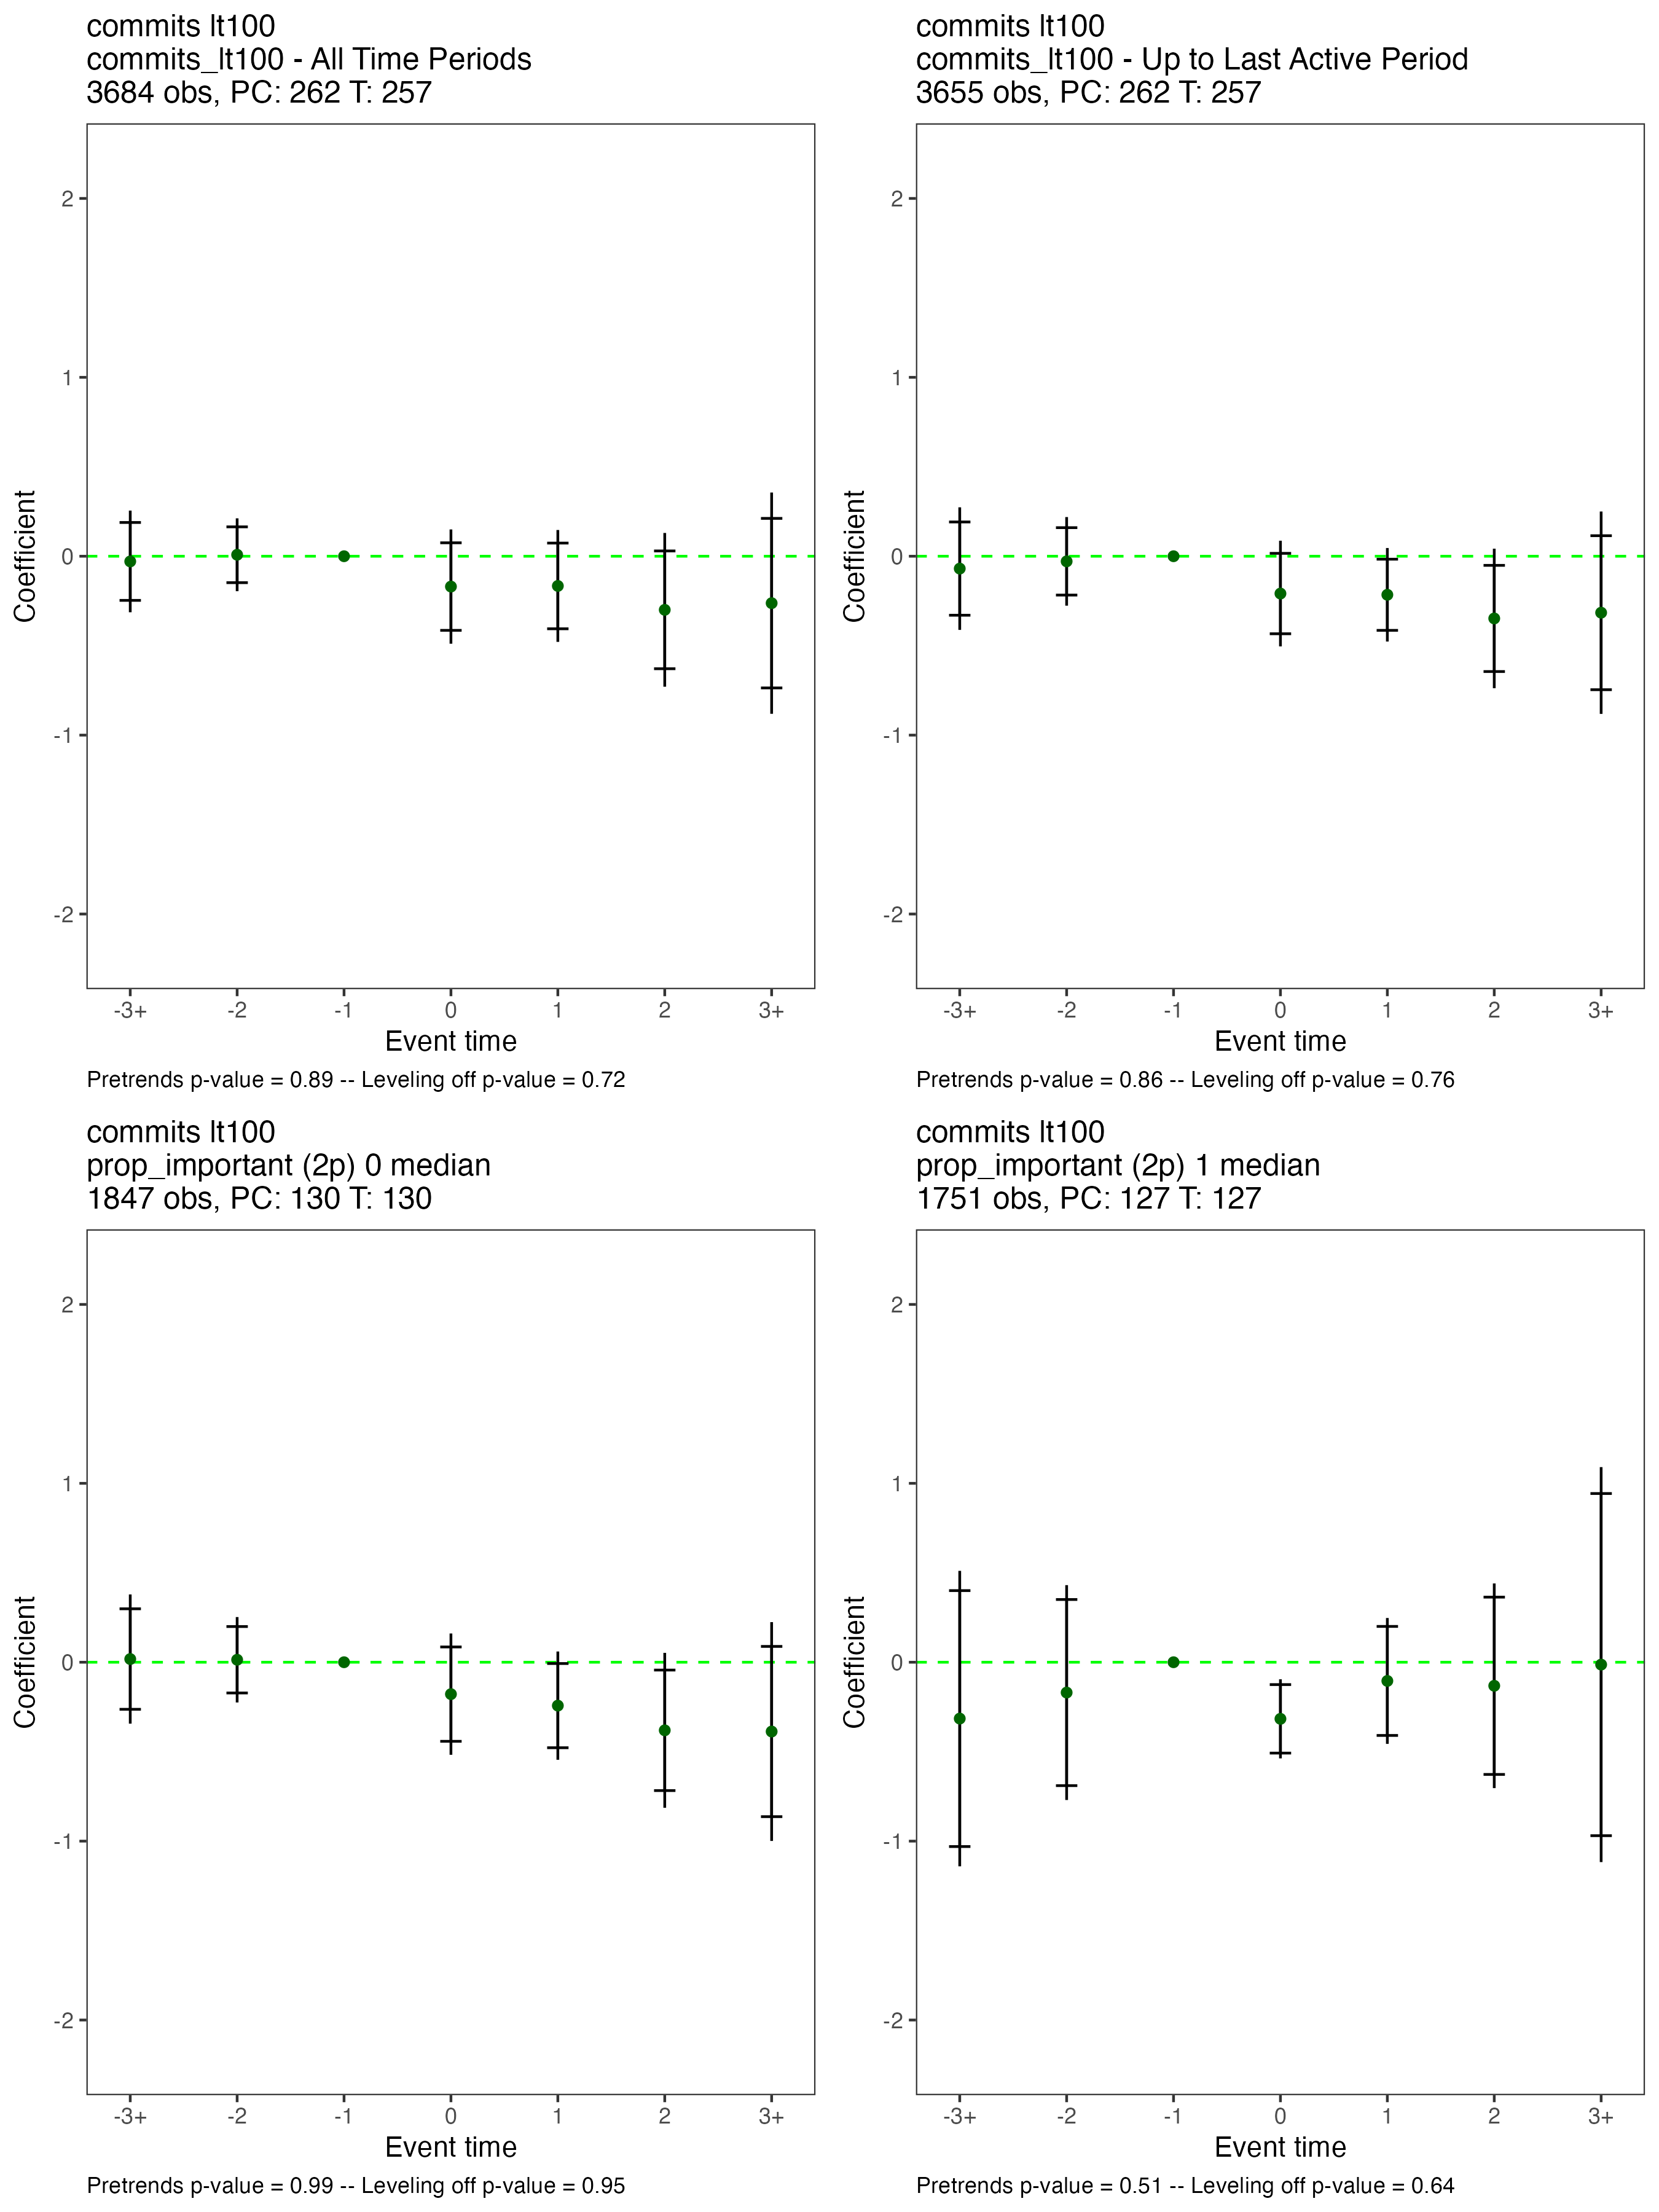 commits lt100
commits_lt100 - All Time Periods
3684 obs, PC: 262 T: 257
2
1
0
-1
-2
Coefficient
-3+ -2 -1 0 1 2 3+
Event time
Pretrends p-value = 0.89 -- Leveling off p-value = 0.72
commits lt100
commits_lt100 - Up to Last Active Period
3655 obs, PC: 262 T: 257
2
1
0
-1
-2
Coefficient
-3+ -2 -1 0 1 2 3+
Event time
Pretrends p-value = 0.86 -- Leveling off p-value = 0.76
commits lt100
prop_important (2p) 0 median
1847 obs, PC: 130 T: 130
2
1
0
-1
-2
Coefficient
-3+ -2 -1 0 1 2 3+
Event time
Pretrends p-value = 0.99 -- Leveling off p-value = 0.95
commits lt100
prop_important (2p) 1 median
1751 obs, PC: 127 T: 127
2
1
0
-1
-2
Coefficient
-3+ -2 -1 0 1 2 3+
Event time
Pretrends p-value = 0.51 -- Leveling off p-value = 0.64